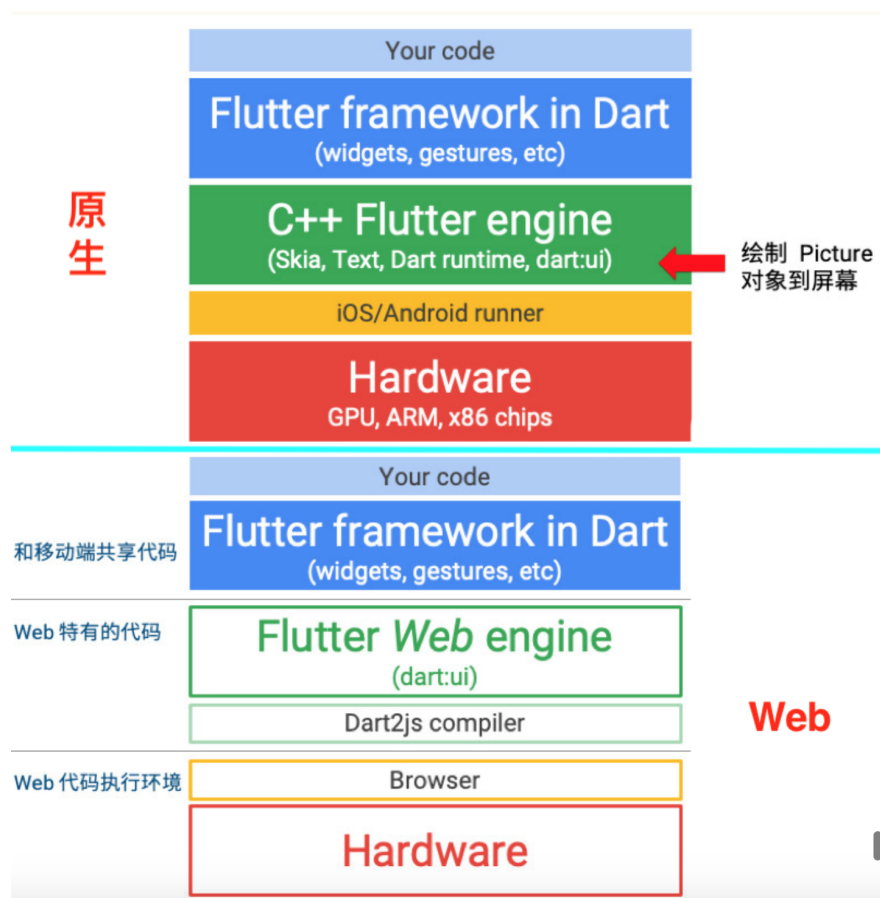 Your code
Flutter framework in Dart
(widgets, gestures, etc)
原
生
C++ Flutter engine
(Skia, Text, Dart runtime, dart:ui)
绘制 Picture
对象到屏幕
iOS/Android runner
Hardware
GPU, ARM, x86 chips
Your code
和移动端共享代码
Flutter framework in Dart
(widgets, gestures, etc)
Web 特有的代码
Flutter Web engine
(dart:ui)
Dart2js compiler
Web
Web 代码执行环境
Browser
Hardware